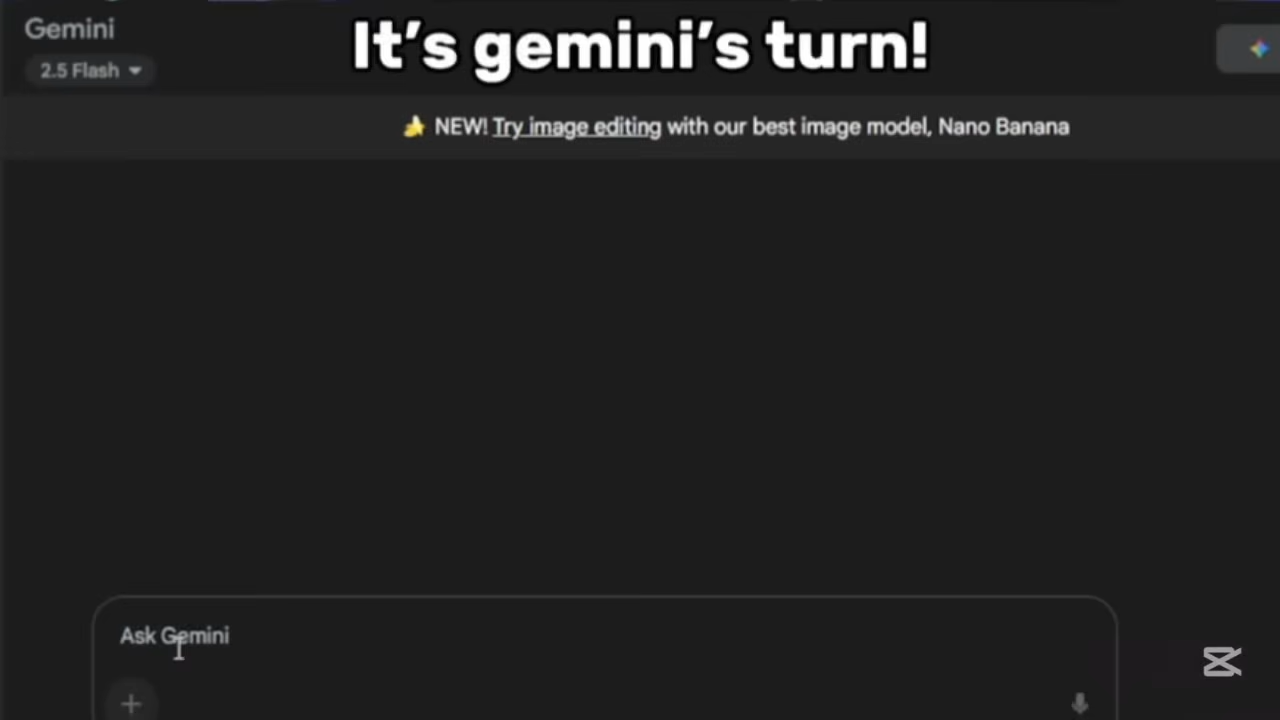 Gemini
It’s gemini’s turn!
2.5 Flash
NEW! Try image editing with our best image model, Nano Banana
Ask Gemini